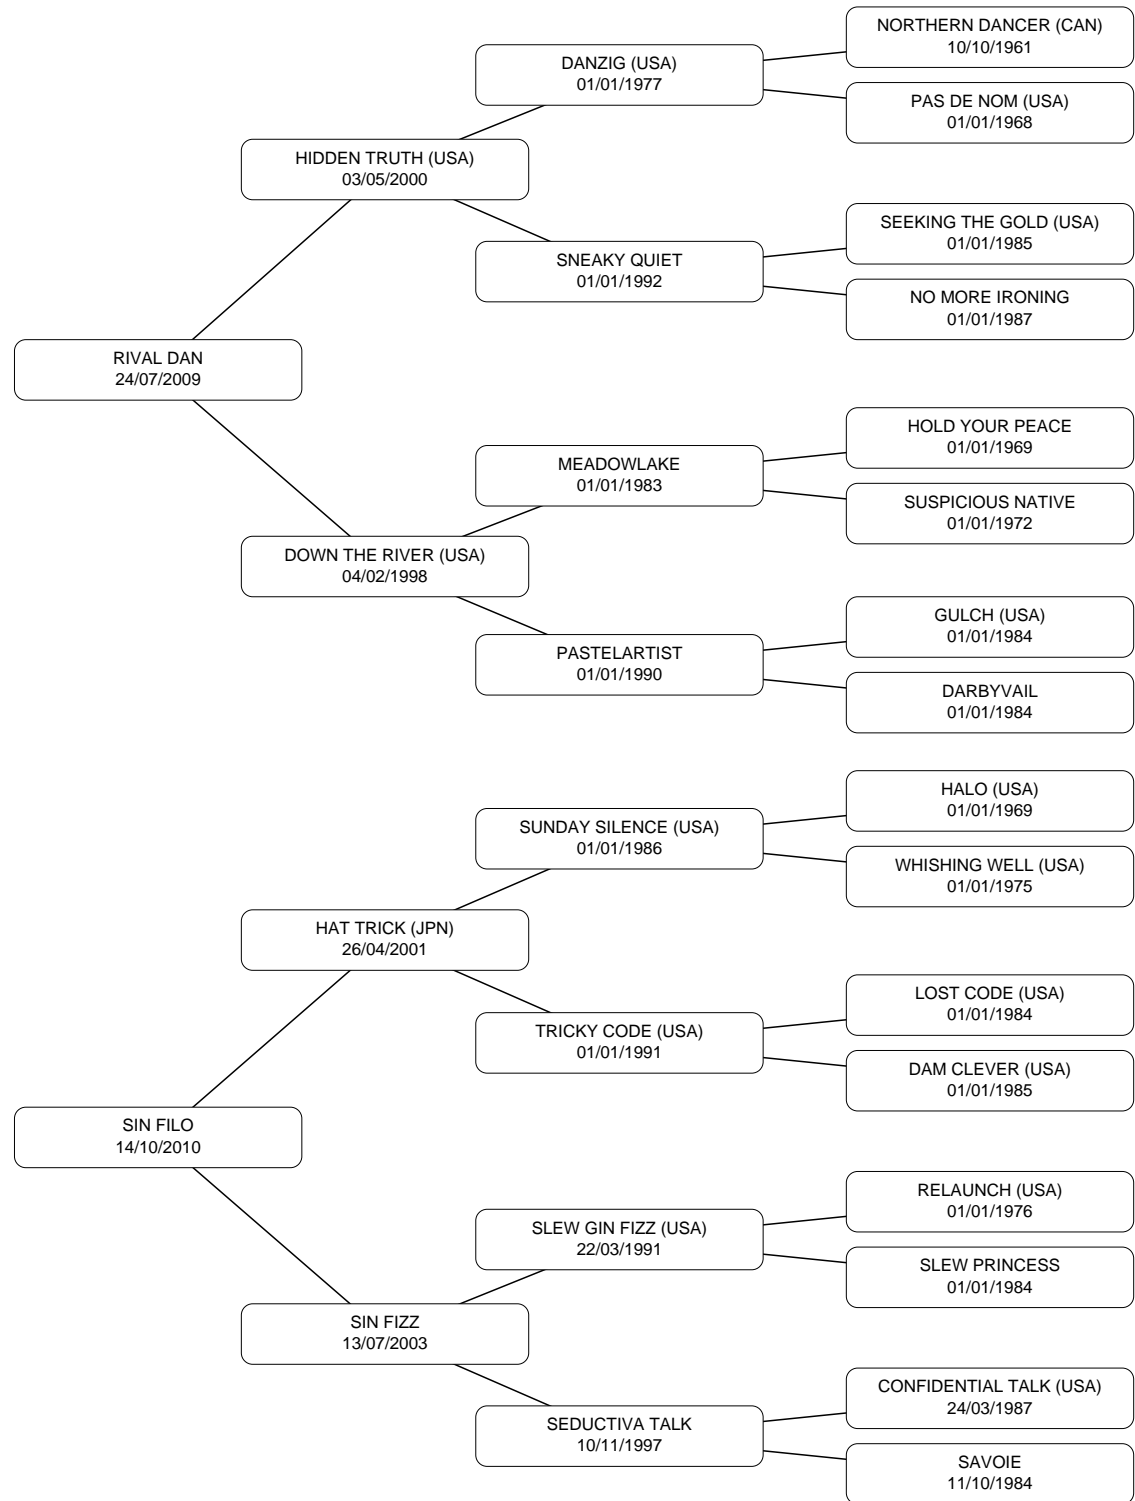 NORTHERN DANCER (CAN)
10/10/1961
DANZIG (USA)
01/01/1977
PAS DE NOM (USA)
01/01/1968
HIDDEN TRUTH (USA)
03/05/2000
SEEKING THE GOLD (USA)
01/01/1985
SNEAKY QUIET
01/01/1992
NO MORE IRONING
01/01/1987
RIVAL DAN
24/07/2009
HOLD YOUR PEACE
01/01/1969
MEADOWLAKE
01/01/1983
SUSPICIOUS NATIVE
01/01/1972
DOWN THE RIVER (USA)
04/02/1998
GULCH (USA)
01/01/1984
PASTELARTIST
01/01/1990
DARBYVAIL
01/01/1984
HALO (USA)
01/01/1969
SUNDAY SILENCE (USA)
01/01/1986
WHISHING WELL (USA)
01/01/1975
HAT TRICK (JPN)
26/04/2001
LOST CODE (USA)
01/01/1984
TRICKY CODE (USA)
01/01/1991
DAM CLEVER (USA)
01/01/1985
SIN FILO
14/10/2010
RELAUNCH (USA)
01/01/1976
SLEW GIN FIZZ (USA)
22/03/1991
SLEW PRINCESS
01/01/1984
SIN FIZZ
13/07/2003
CONFIDENTIAL TALK (USA)
24/03/1987
SEDUCTIVA TALK
10/11/1997
SAVOIE
11/10/1984